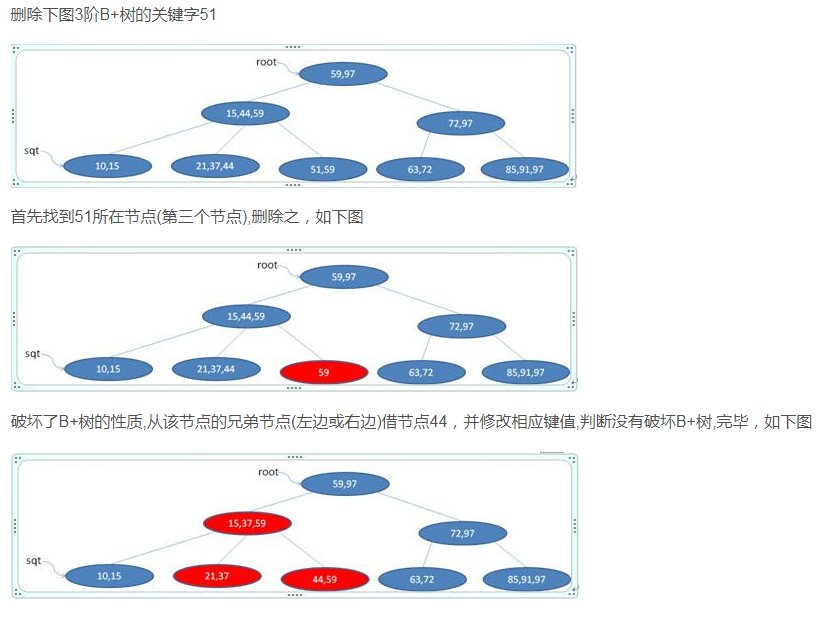 删除下图3阶B+树的关键字51
root
59,97
15,44,59
72,97
sqt
10,15
21,37,44
51,59
63,72
85,91,97
首先找到51所在节点(第三个节点),删除之，如下图
root
59,97
15,44,59
72,97
sqt
10,15
21,37,44
59
63,72
85,91,97
破坏了B+树的性质,从该节点的兄弟节点(左边或右边)借节点44，并修改相应键值,判断没有破坏B+树,完毕，如下图
root
59,97
15,37,59
72,97
sqt
10,15
21,37
44,59
63,72
85,91,97